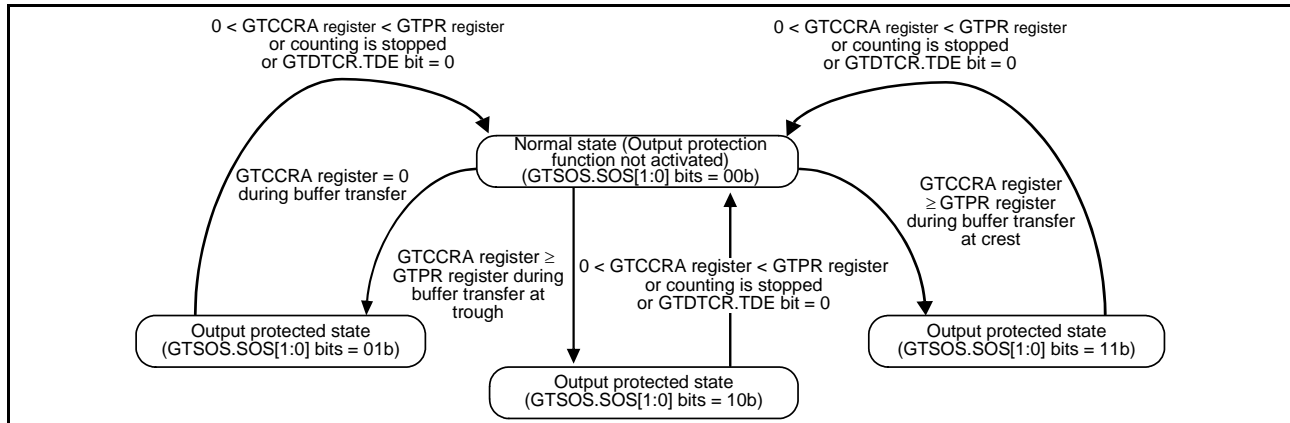 0 < GTCCRA register < GTPR register
or counting is stopped
or GTDTCR.TDE bit = 0
0 < GTCCRA register < GTPR register
or counting is stopped
or GTDTCR.TDE bit = 0
Normal state (Output protection
function not activated)
(GTSOS.SOS[1:0] bits = 00b)
GTCCRA register = 0
during buffer transfer
GTCCRA register
≥ GTPR register
during buffer transfer
at crest
GTCCRA register ≥
GTPR register during
buffer transfer at
trough
0 < GTCCRA register < GTPR register
or counting is stopped
or GTDTCR.TDE bit = 0
Output protected state
(GTSOS.SOS[1:0] bits = 01b)
Output protected state
(GTSOS.SOS[1:0] bits = 11b)
Output protected state
(GTSOS.SOS[1:0] bits = 10b)